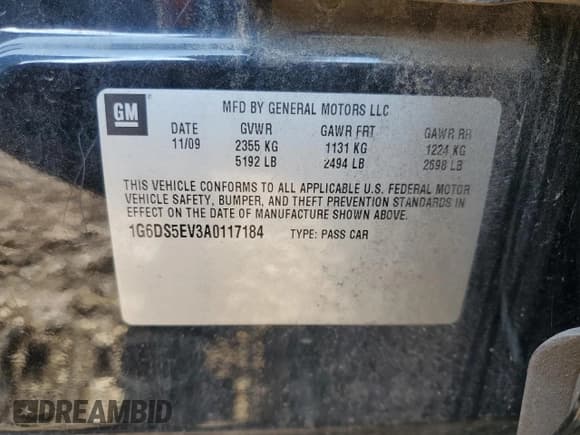 GM
MFD BY GENERAL MOTORS LLC
DATE GVWR GAWR FRT GAWR RR
11/09 2355 KG 1131 KG 1224 KG
5192 LB 2494 LB 2698 LB
THIS VEHICLE CONFORMS TO ALL APPLICABLE U.S. FEDERAL MOTOR
VEHICLE SAFETY, BUMPER, AND THEFT PREVENTION STANDARDS IN
EFFECT ON THE DATE OF MANUFACTURE SHOWN ABOVE.
1G6DS5EV3A0117184 TYPE: PASS CAR
DREAMBID